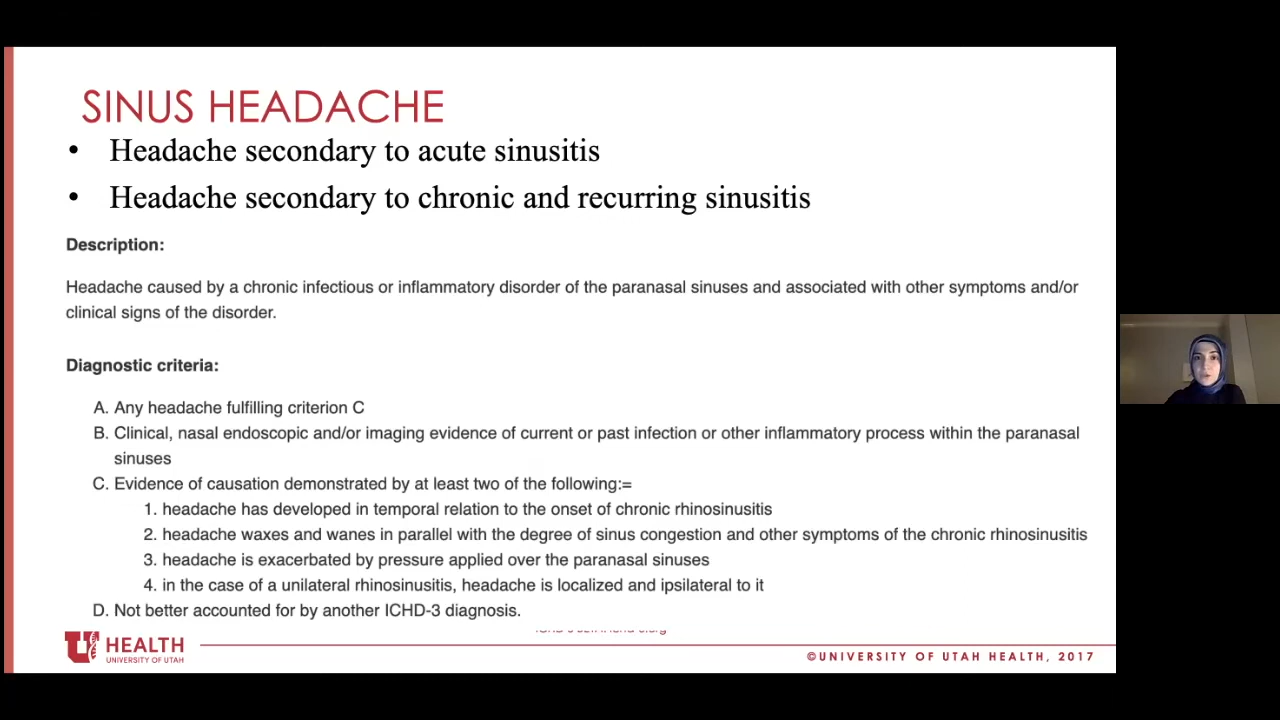 SINUS HEADACHE
• Headache secondary to acute sinusitis
• Headache secondary to chronic and recurring sinusitis
Description:
Headache caused by a chronic infectious or inflammatory disorder of the paranasal sinuses and associated with other symptoms and/or
clinical signs of the disorder.
Diagnostic criteria:
A. Any headache fulfilling criterion C
B. Clinical, nasal endoscopic and/or imaging evidence of current or past infection or other inflammatory process within the paranasal
sinuses
C. Evidence of causation demonstrated by at least two of the following:=
1. headache has developed in temporal relation to the onset of chronic rhinosinusitis
2. headache waxes and wanes in parallel with the degree of sinus congestion and other symptoms of the chronic rhinosinusitis
3. headache is exacerbated by pressure applied over the paranasal sinuses
4. in the case of a unilateral rhinosinusitis, headache is localized and ipsilateral to it
D. Not better accounted for by another ICHD-3 diagnosis.
HEALTH
UNIVERSITY OF UTAH
©UNIVERSITY OF UTAH HEALTH, 2017